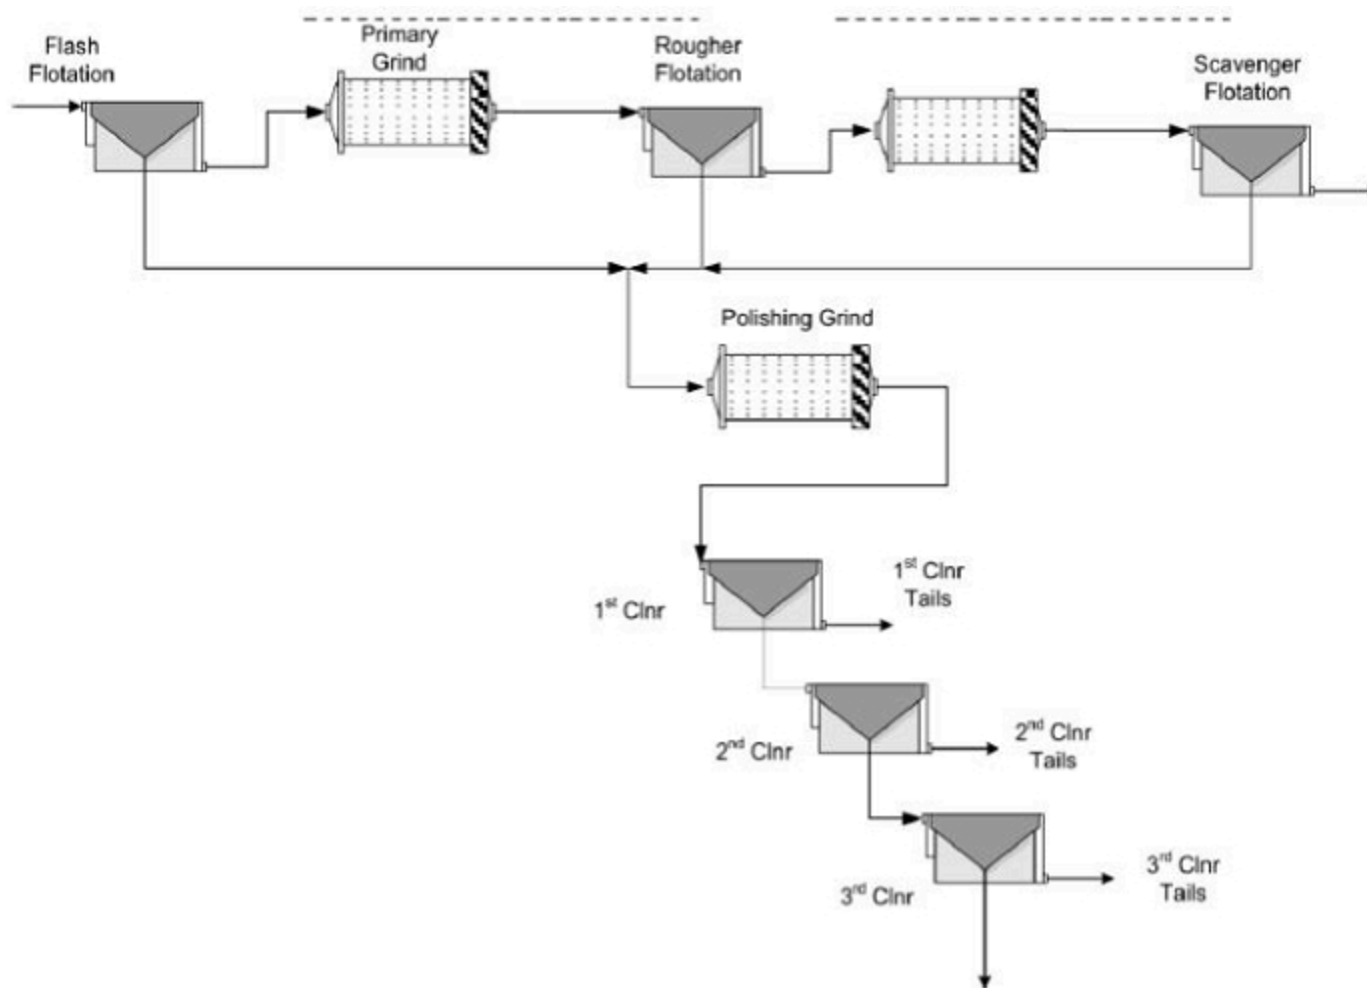 Flash
Flotation
Primary
Grind
Rougher
Flotation
Scavenger
Flotation
Polishing Grind
1st Clnr
1st Clnr
Tails
2nd Clnr
2nd Clnr
Tails
3rd Clnr
3rd Clnr
Tails